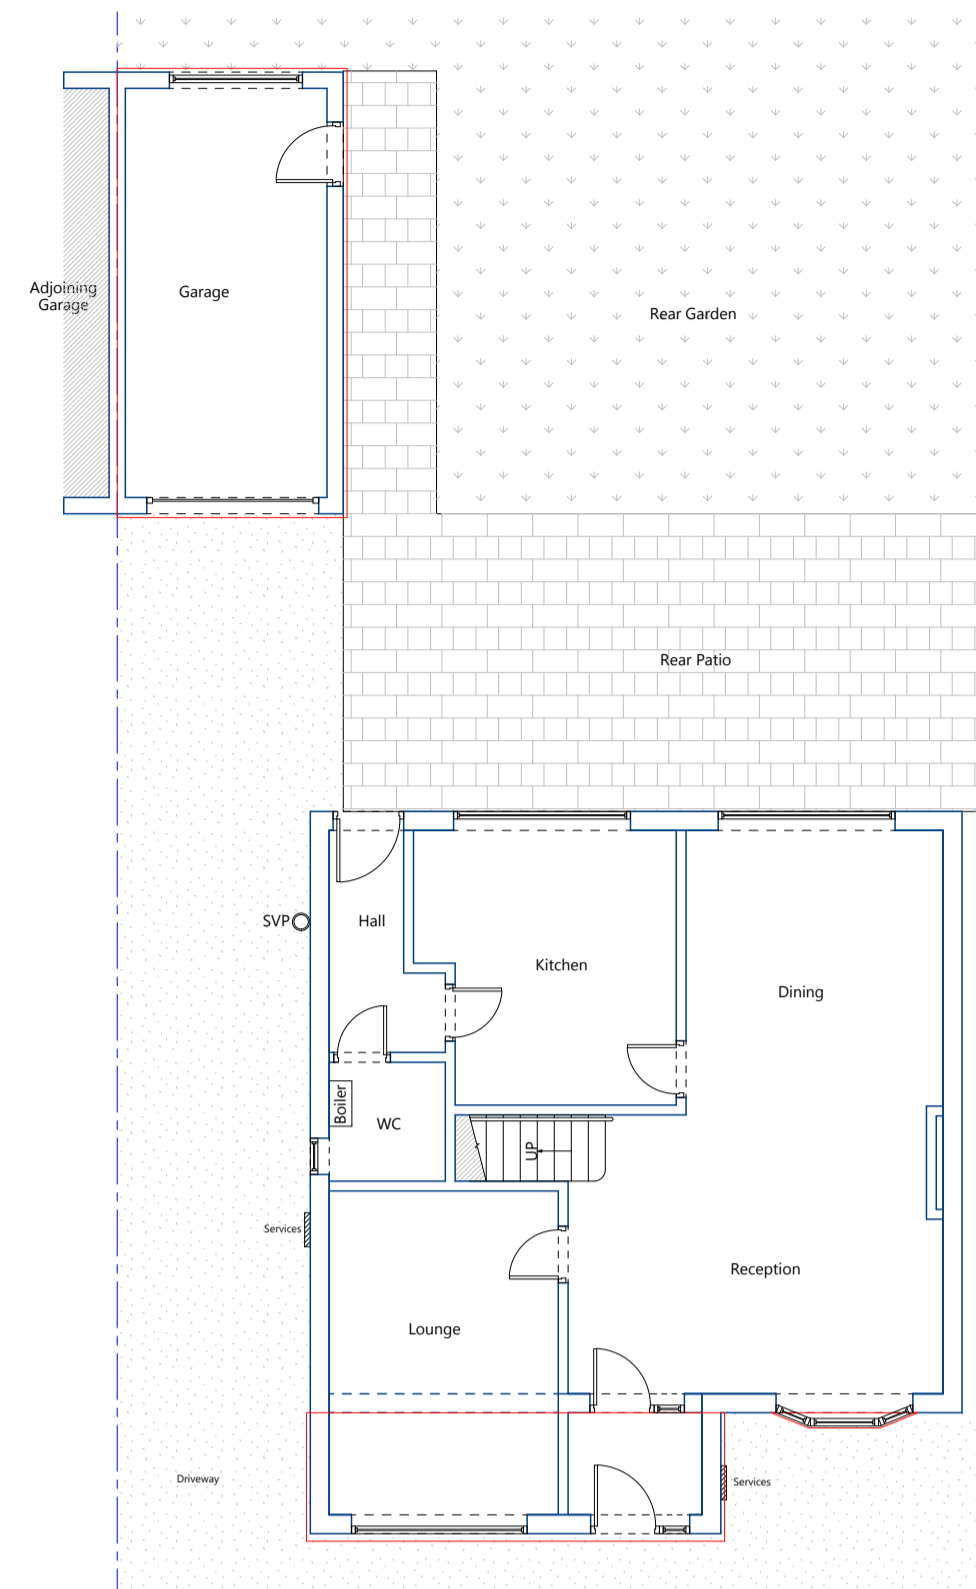 Adjoining
Garage
Garage
Rear Garden
Rear Patio
SVP
Hall
Kitchen
Dining
Boiler
WC
UP
Services
Reception
Lounge
Driveway
Services